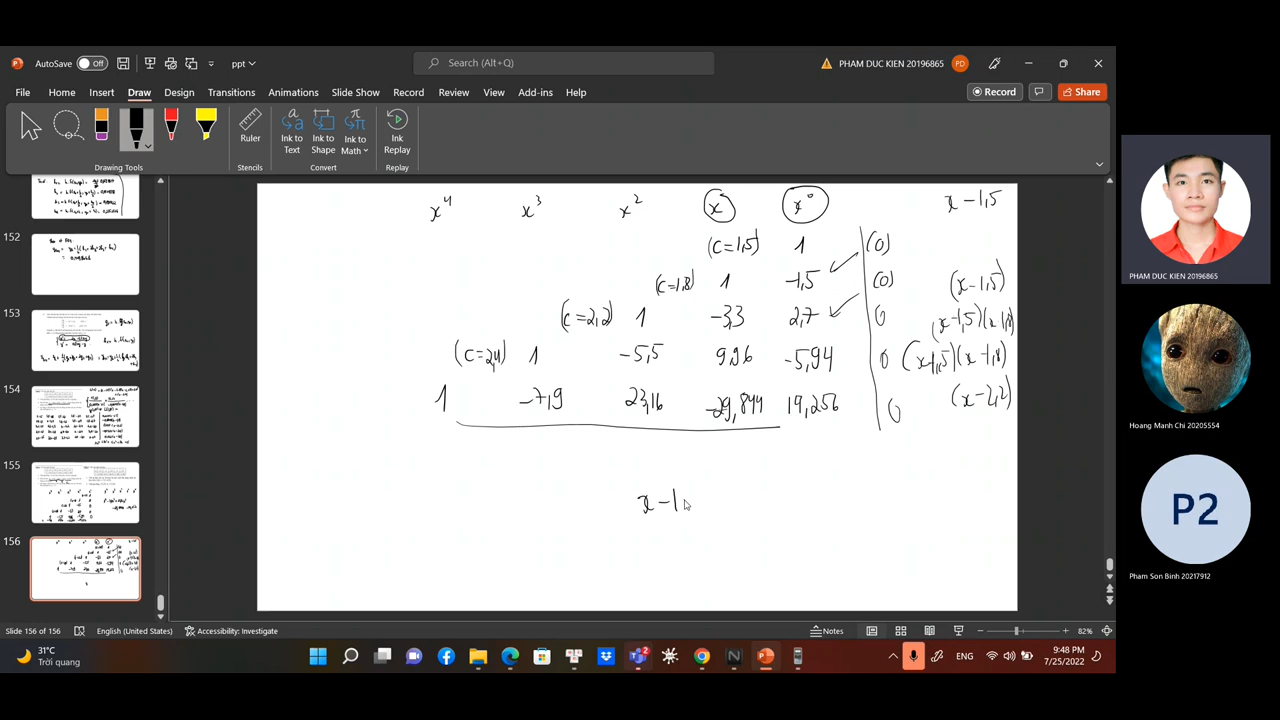 AutoSave Off ppt Search (Alt+Q) PHAM DUC KIEN 20196865 PD
File Home Insert Draw Design Transitions Animations Slide Show Record Review View Add-ins Help Record Share
Ruler Ink to Text Ink to Shape Ink to Math Ink Replay
Drawing Tools Stencils Convert Replay
152
153
154
155
156
x⁴ x³ x² x x⁰ x-1,5
(c=1,5) 1 (0)
(c=1,8) 1 -1,5 (0) (x-1,5)
(c=2,2) 1 -3,3 2,7 0 (x-1,5)(x-1,8)
(c=2,4) 1 -5,5 9,96 -5,94 0 (x-1,5)(x-1,8)
1 -7,9 23,16 -29,844 19,256 0 (x-2,2)
x-1
PHAM DUC KIEN 20196865
Hoang Manh Chi 20205554
P2
Pham Son Binh 20217912
Slide 156 of 156 English (United States) Accessibility: Investigate Notes 82%
31°C
Trời quang
2
ENG
9:48 PM
7/25/2022